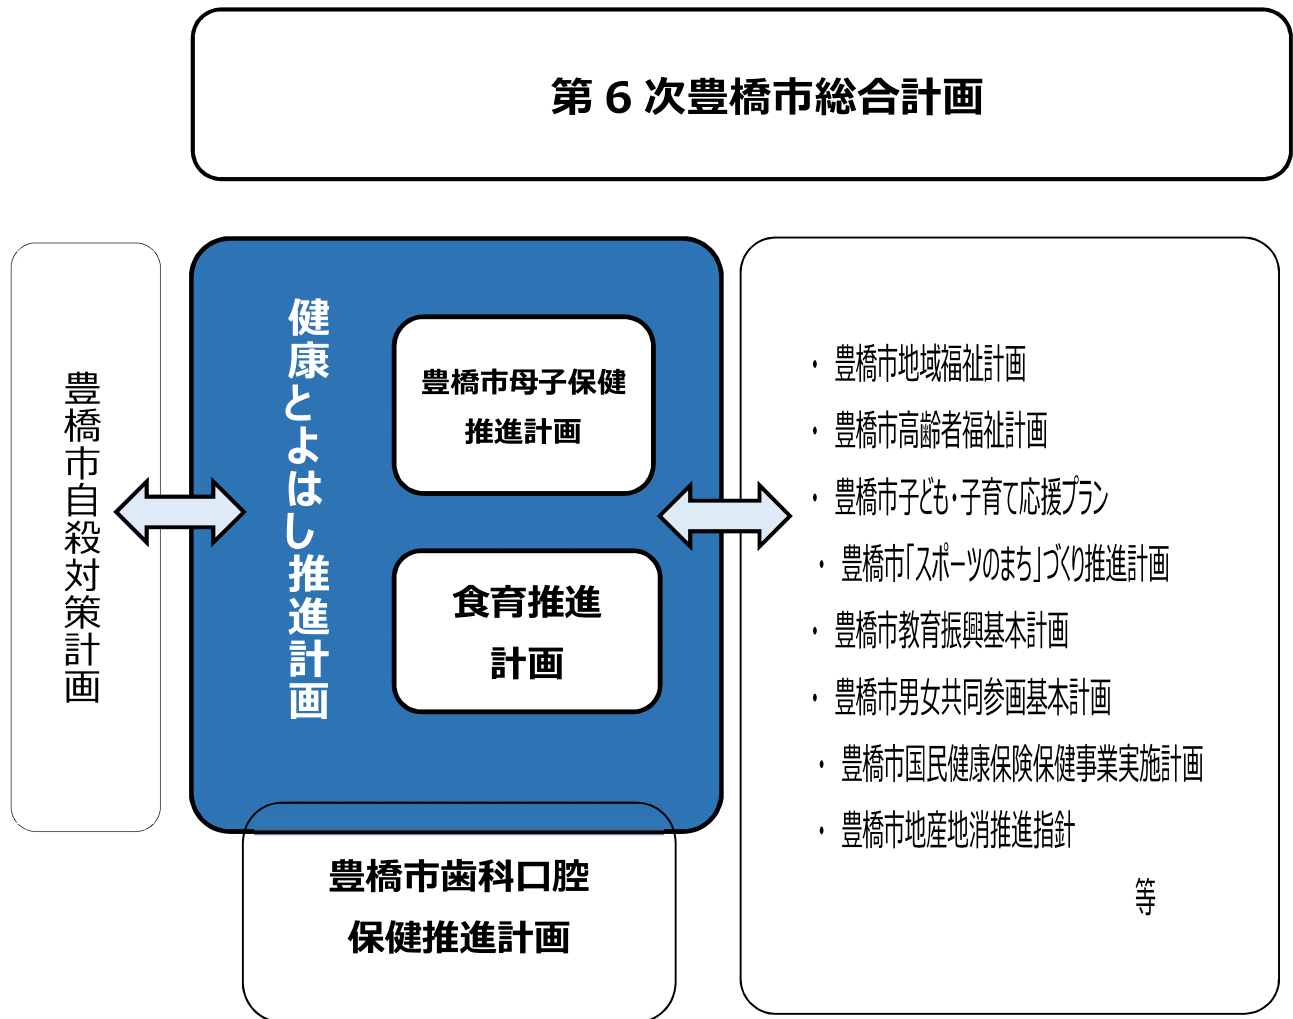 第６次豊橋市総合計画
豊橋市自殺対策計画
健康とよはし推進計画
豊橋市母子保健
推進計画
食育推進
計画
豊橋市歯科口腔
保健推進計画
・ 豊橋市地域福祉計画
・ 豊橋市高齢者福祉計画
・ 豊橋市子ども・子育て応援プラン
・ 豊橋市「スポーツのまち」づくり推進計画
・ 豊橋市教育振興基本計画
・ 豊橋市男女共同参画基本計画
・ 豊橋市国民健康保険保健事業実施計画
・ 豊橋市地産地消推進指針
等